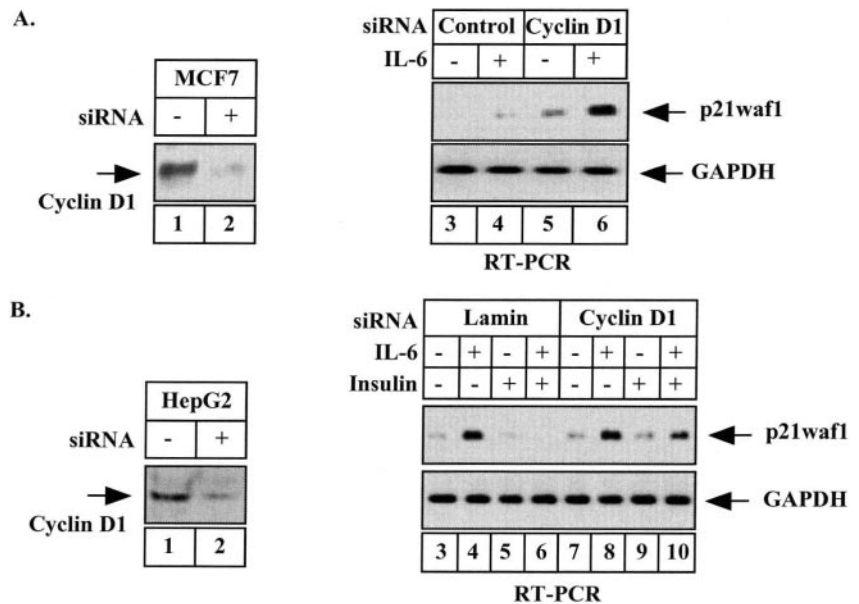 A.
MCF7
siRNA - +
Cyclin D1
1 2
siRNA Control Cyclin D1
IL-6 - + - +
p21waf1
GAPDH
3 4 5 6
RT-PCR
B.
HepG2
siRNA - +
Cyclin D1
1 2
siRNA Lamin Cyclin D1
IL-6 - + - + - + - +
Insulin - - + + - - + +
p21waf1
GAPDH
3 4 5 6 7 8 9 10
RT-PCR